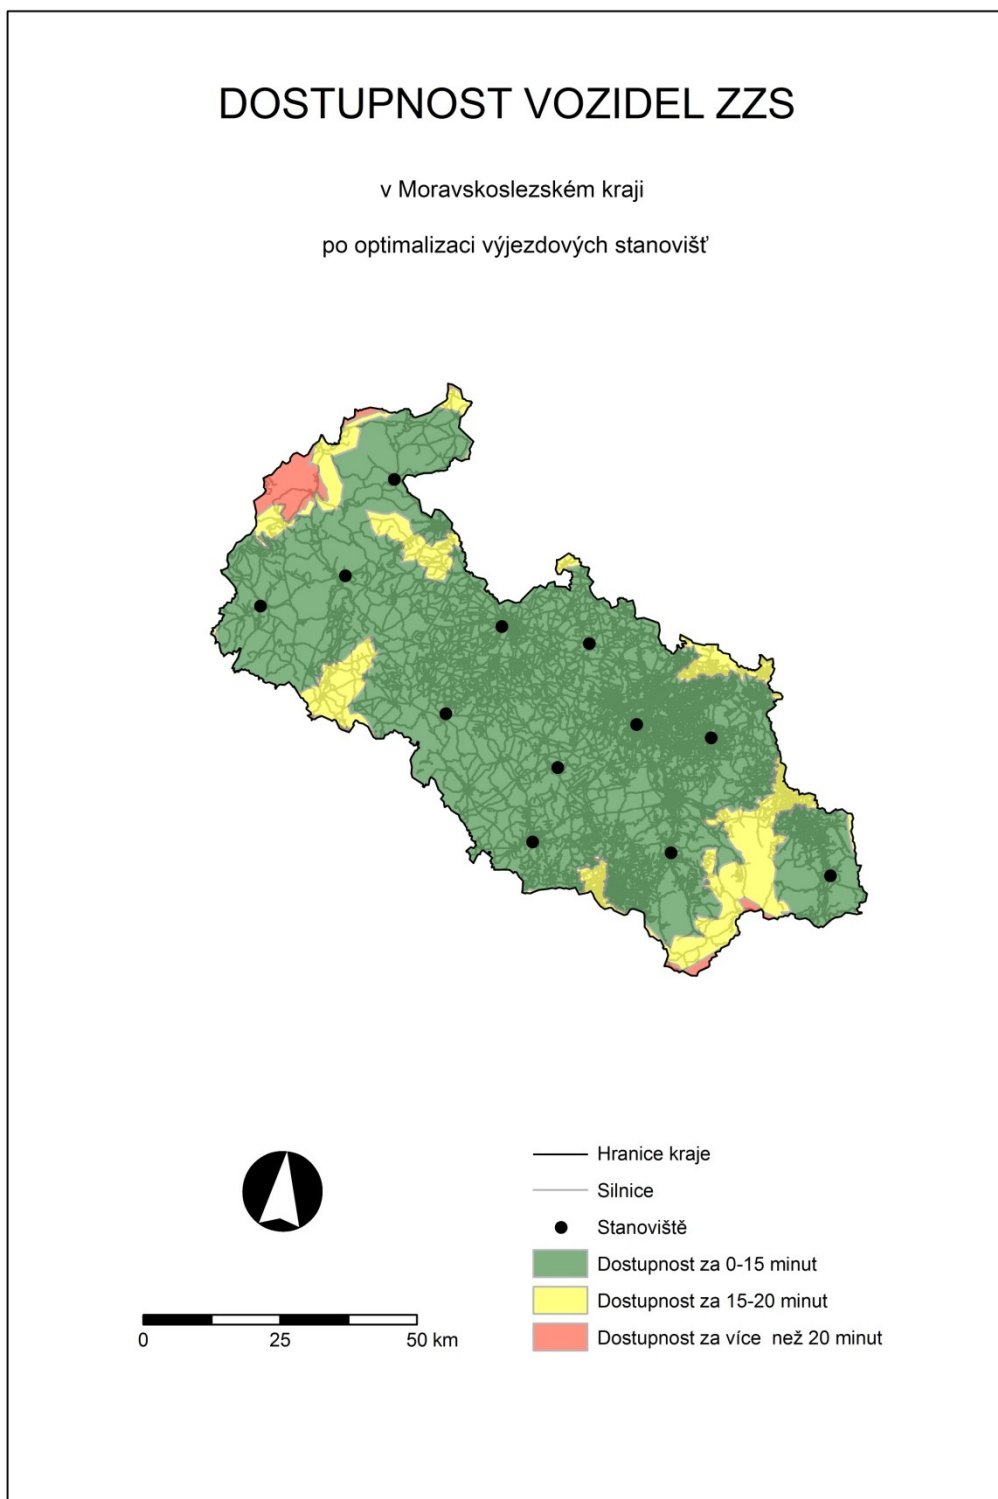 DOSTUPNOST VOZIDEL ZZS
v Moravskoslezském kraji
po optimalizaci výjezdových stanovišť
Hranice kraje
Silnice
Stanoviště
Dostupnost za 0-15 minut
Dostupnost za 15-20 minut
Dostupnost za více než 20 minut
0 25 50 km